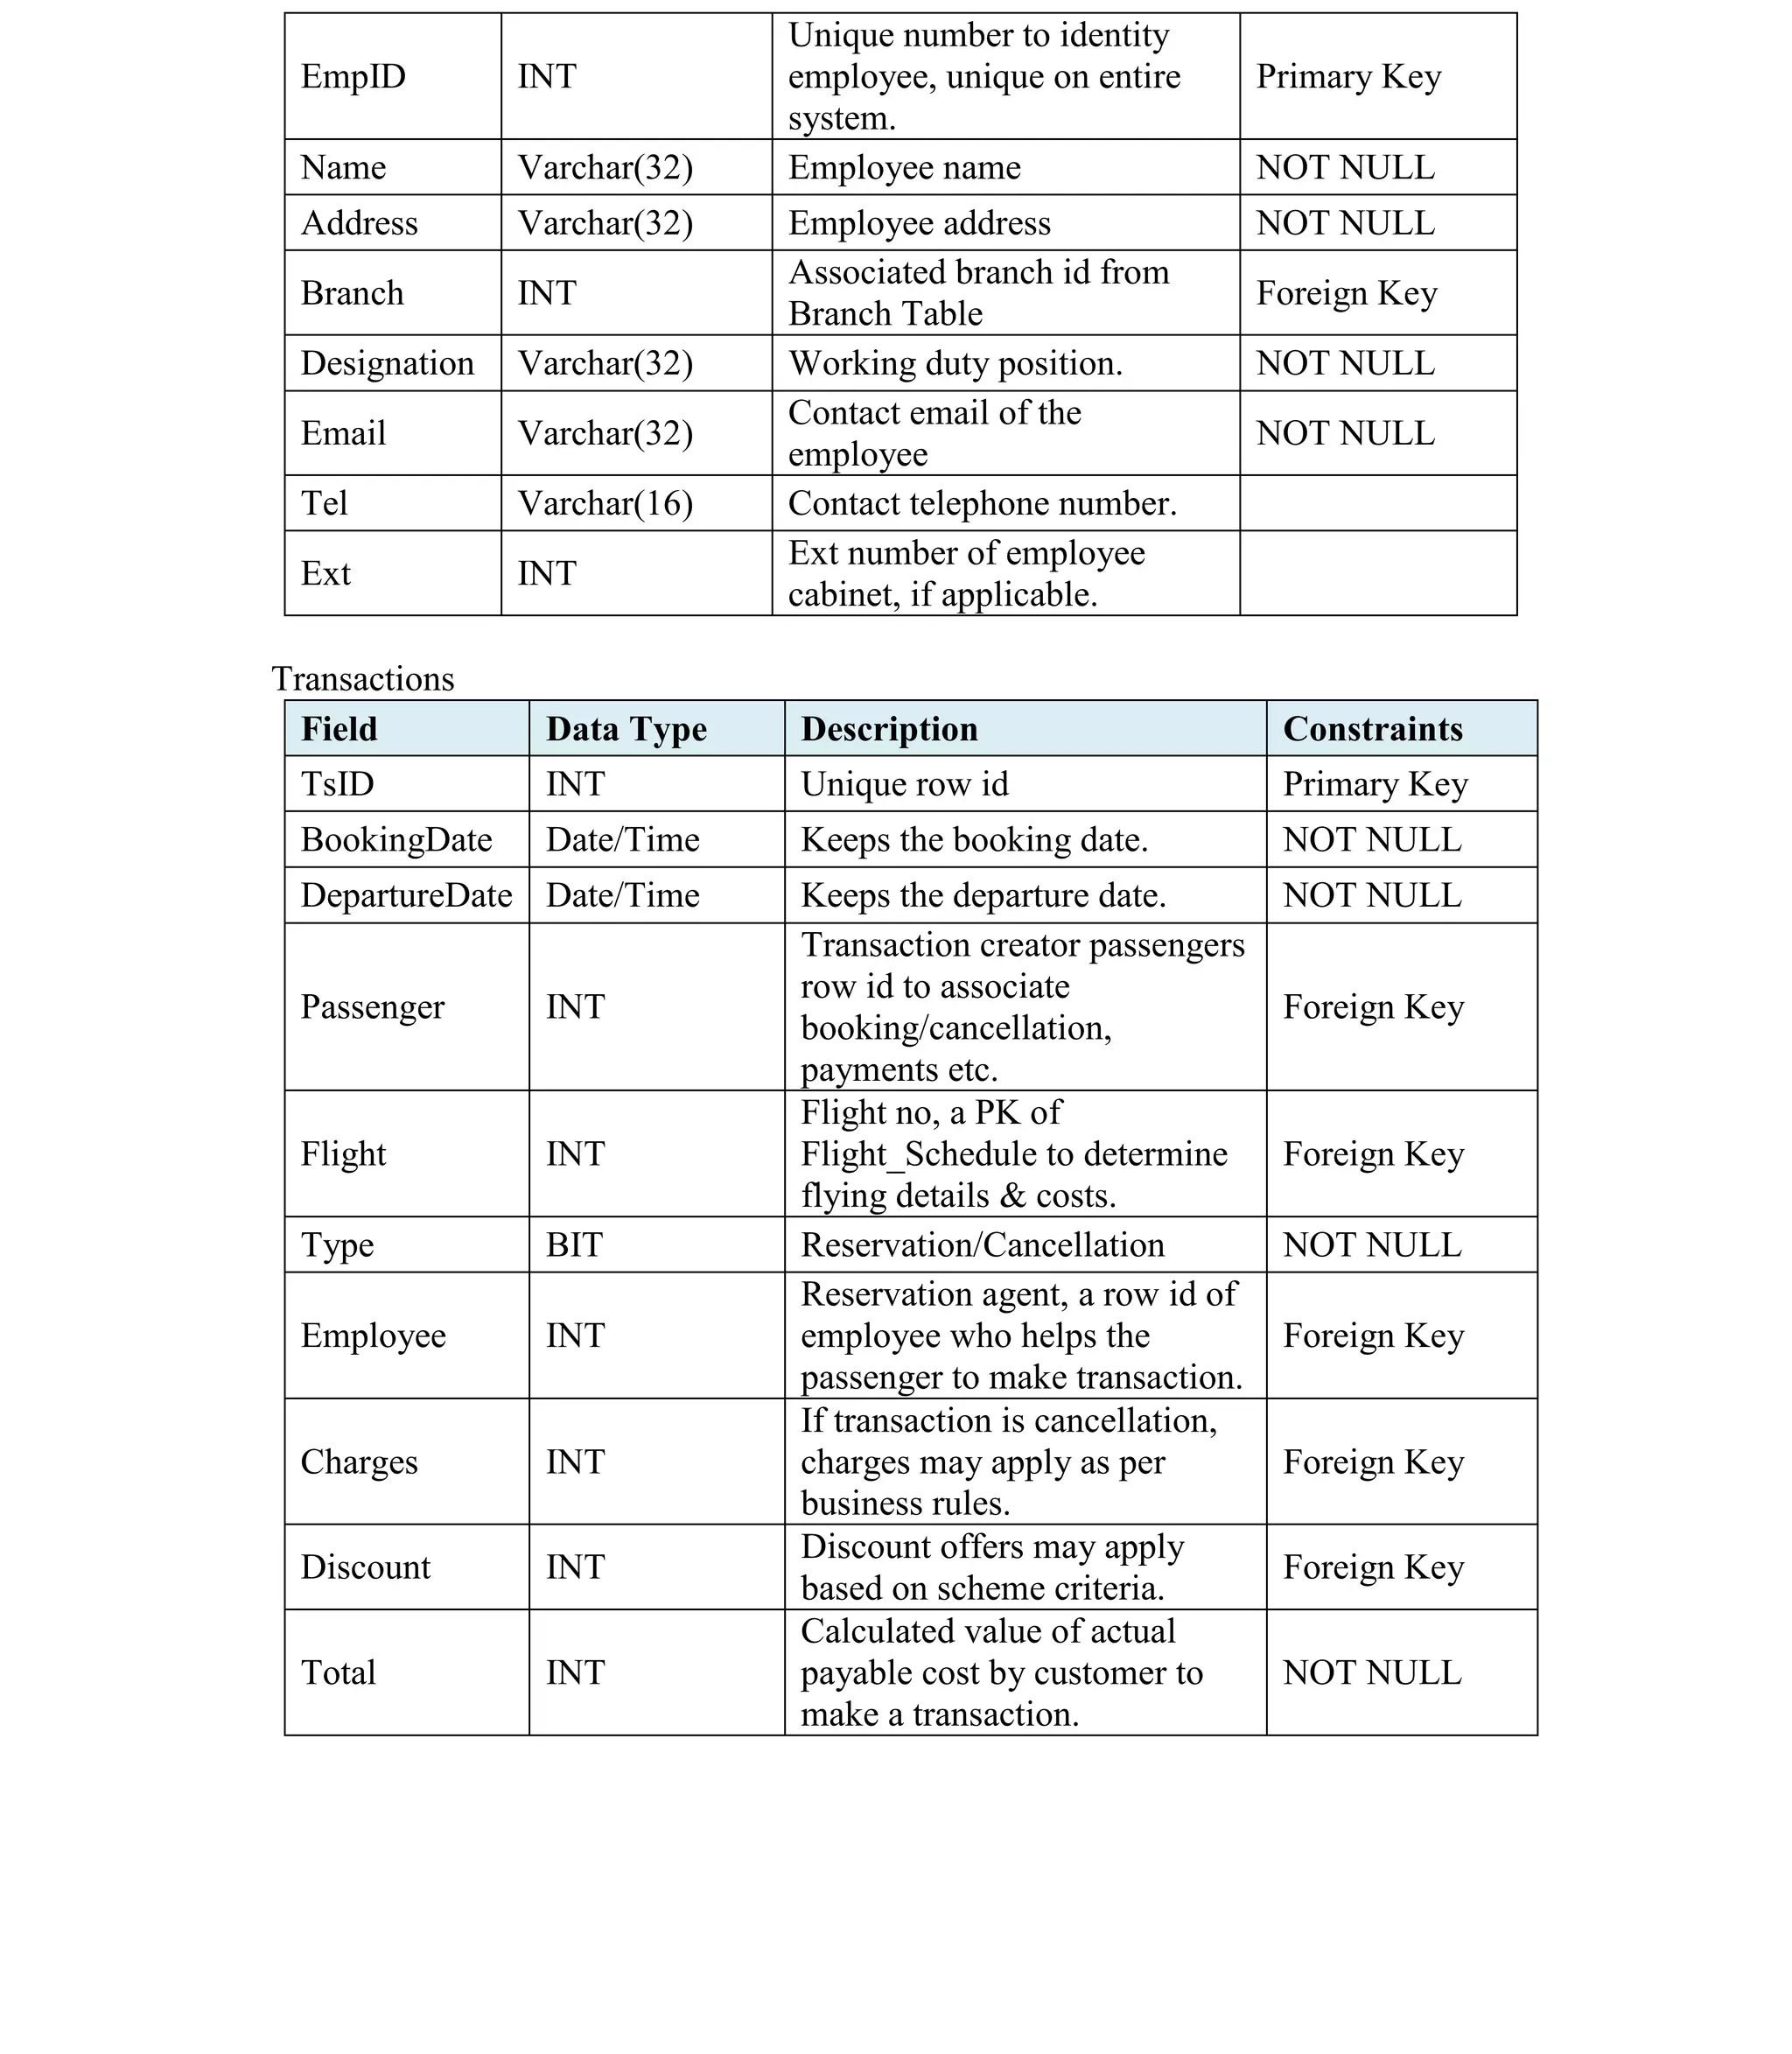 EmpID INT Unique number to identity employee, unique on entire system. Primary Key
Name Varchar(32) Employee name NOT NULL
Address Varchar(32) Employee address NOT NULL
Branch INT Associated branch id from Branch Table Foreign Key
Designation Varchar(32) Working duty position. NOT NULL
Email Varchar(32) Contact email of the employee NOT NULL
Tel Varchar(16) Contact telephone number.
Ext INT Ext number of employee cabinet, if applicable.
Transactions
Field Data Type Description Constraints
TsID INT Unique row id Primary Key
BookingDate Date/Time Keeps the booking date. NOT NULL
DepartureDate Date/Time Keeps the departure date. NOT NULL
Passenger INT Transaction creator passengers row id to associate booking/cancellation, payments etc. Foreign Key
Flight INT Flight no, a PK of Flight_Schedule to determine flying details & costs. Foreign Key
Type BIT Reservation/Cancellation NOT NULL
Employee INT Reservation agent, a row id of employee who helps the passenger to make transaction. Foreign Key
Charges INT If transaction is cancellation, charges may apply as per business rules. Foreign Key
Discount INT Discount offers may apply based on scheme criteria. Foreign Key
Total INT Calculated value of actual payable cost by customer to make a transaction. NOT NULL